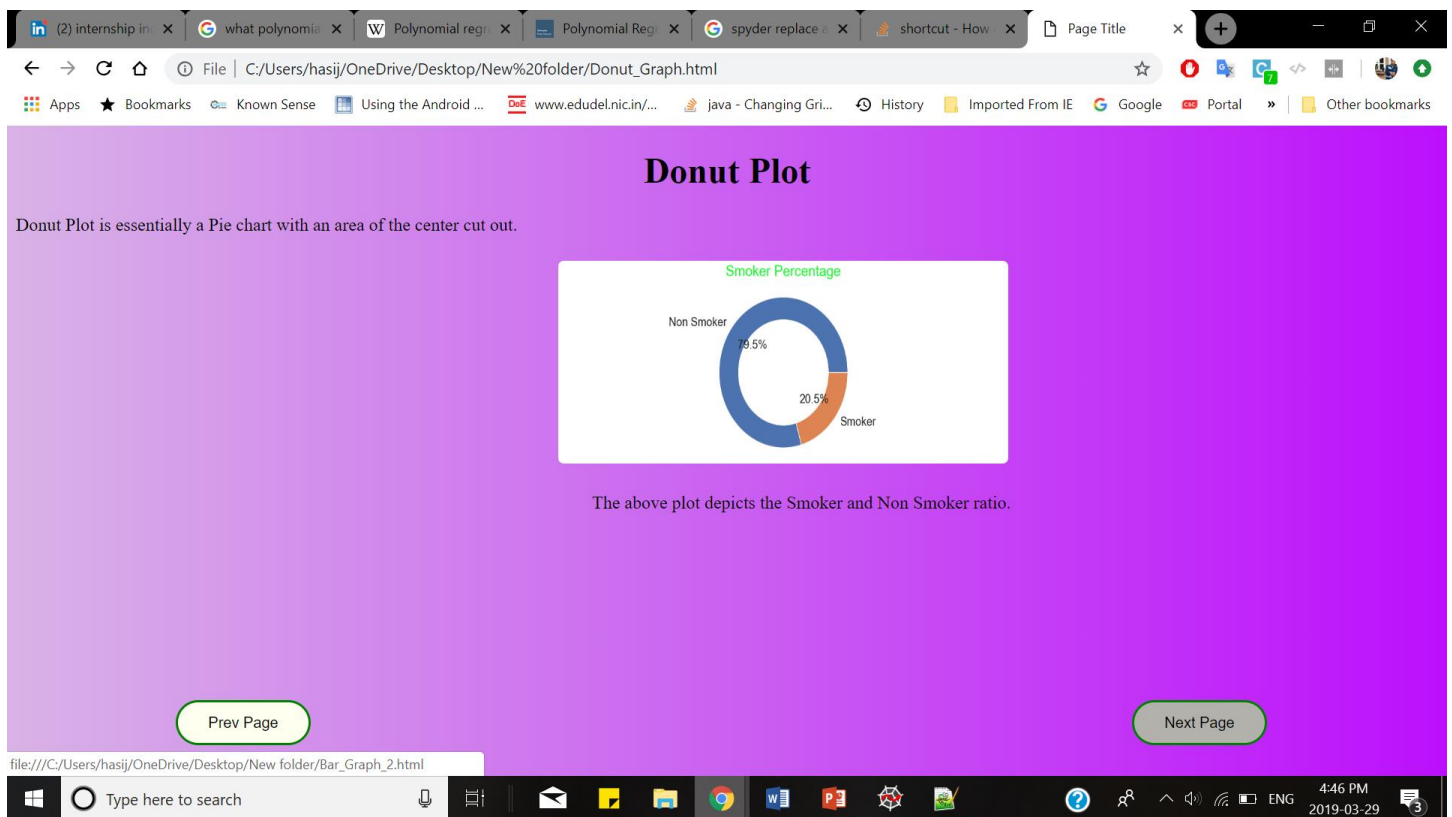 (2) internship in
what polynomia
Polynomial regr
Polynomial Reg
spyder replace a
shortcut - How
Page Title
File | C:/Users/hasij/OneDrive/Desktop/New%20folder/Donut_Graph.html
Apps Bookmarks Known Sense Using the Android ... www.edudel.nic.in/... java - Changing Gri... History Imported From IE Google Portal » Other bookmarks
Donut Plot
Donut Plot is essentially a Pie chart with an area of the center cut out.
Smoker Percentage
Non Smoker
79.5%
20.5%
Smoker
The above plot depicts the Smoker and Non Smoker ratio.
Prev Page
Next Page
file:///C:/Users/hasij/OneDrive/Desktop/New folder/Bar_Graph_2.html
Type here to search
ENG
4:46 PM
2019-03-29
3